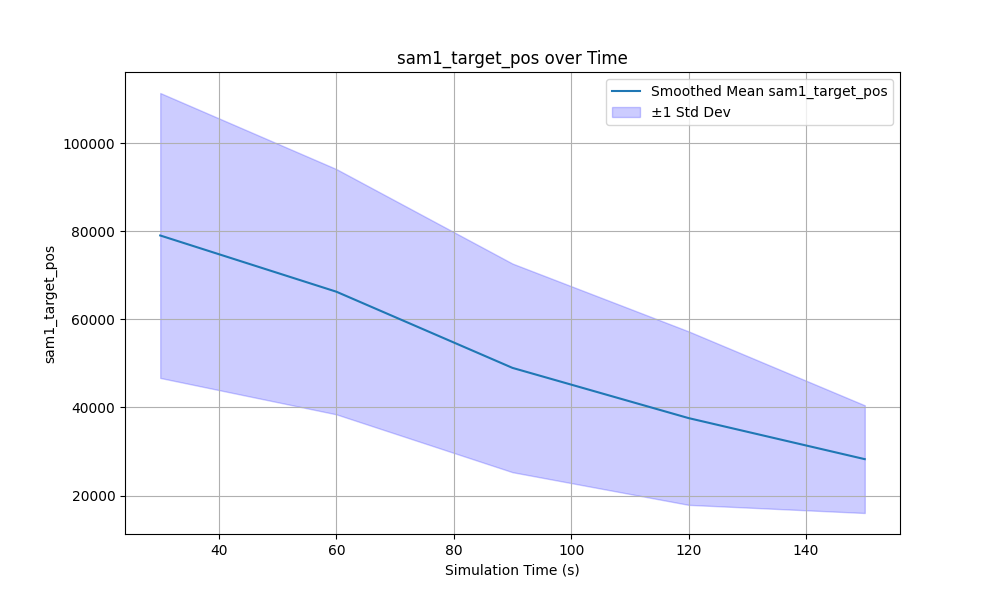 sam1_target_pos over Time
Smoothed Mean sam1_target_pos
±1 Std Dev
100000
80000
60000
40000
20000
sam1_target_pos
40 60 80 100 120 140
Simulation Time (s)